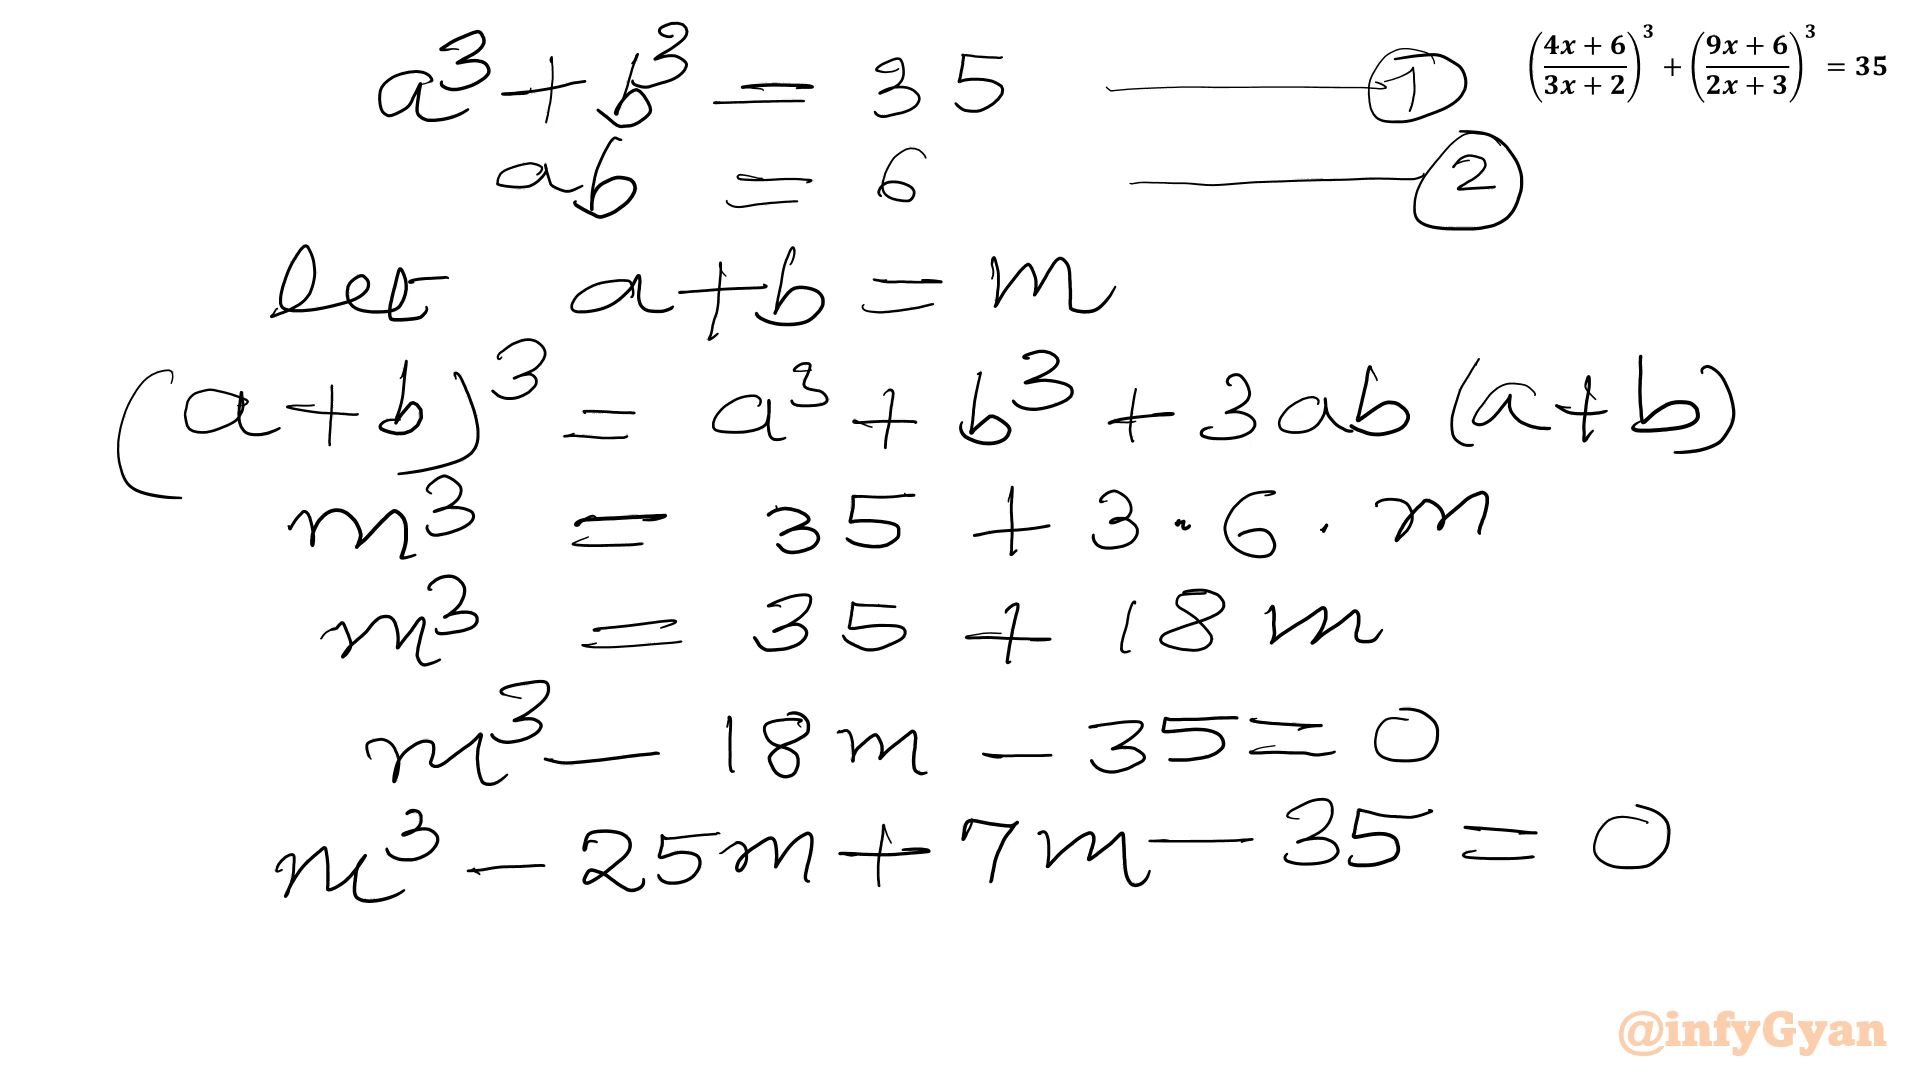 a³ + b³ = 35 ——— ①
((4x + 6)/(3x + 2))³ + ((9x + 6)/(2x + 3))³ = 35
ab = 6 ——— ②
let a+b = m
(a+b)³ = a³ + b³ + 3ab(a+b)
m³ = 35 + 3·6·m
m³ = 35 + 18m
m³ – 18m – 35 = 0
m³ – 25m + 7m – 35 = 0
@infyGyan